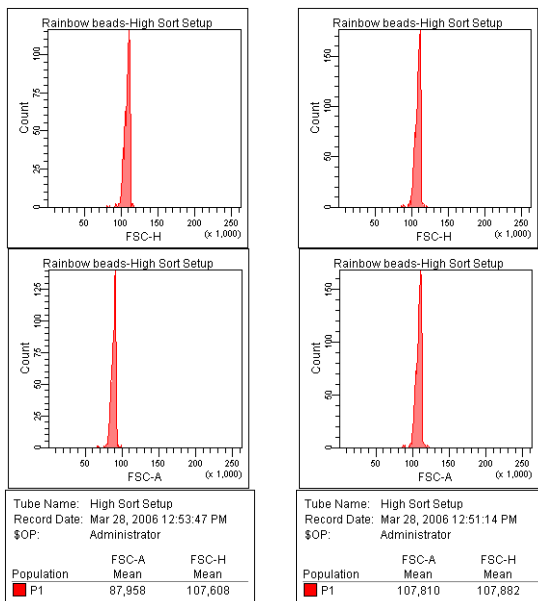 Rainbow beads-High Sort Setup
Count
0 25 50 75 100
50 100 150 200 250
FSC-H
(x 1,000)
Rainbow beads-High Sort Setup
Count
0 50 100 150
50 100 150 200 250
FSC-H
(x 1,000)
Rainbow beads-High Sort Setup
Count
0 25 50 75 100 125
50 100 150 200 250
FSC-A
(x 1,000)
Rainbow beads-High Sort Setup
Count
0 50 100 150
50 100 150 200 250
FSC-A
(x 1,000)
Tube Name: High Sort Setup
Record Date: Mar 28, 2006 12:53:47 PM
$OP: Administrator
FSC-A FSC-H
Population Mean Mean
P1 87,958 107,608
Tube Name: High Sort Setup
Record Date: Mar 28, 2006 12:51:14 PM
$OP: Administrator
FSC-A FSC-H
Population Mean Mean
P1 107,810 107,882